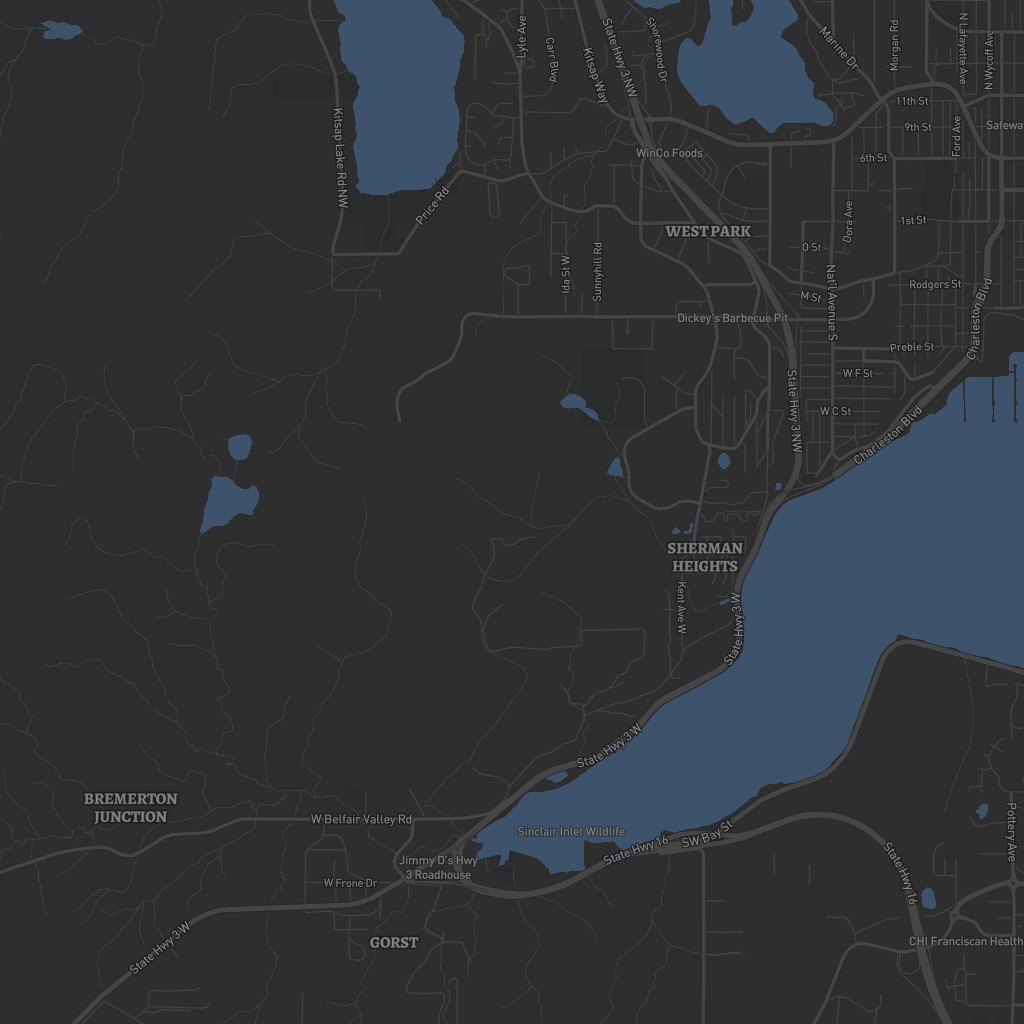 Lyle Ave
Carr Blvd
Kitsap Way
State Hwy 3 NW
Shorewood Dr
Marine Dr
Morgan Rd
N Lafayette Ave
N Wycoff Ave
11th St
9th St
Ford Ave
Safeway
Kitsap Lake Rd NW
WinCo Foods
6th St
Price Rd
WEST PARK
Dora Ave
1st St
O St
Ida St W
Sunnyhill Rd
M St
Nat'l Avenue S
Rodgers St
Charleston Blvd
Dickey's Barbecue Pit
Preble St
State Hwy 3 NW
W F St
W C St
Charleston Blvd
SHERMAN
HEIGHTS
Kent Ave W
State Hwy 3 W
State Hwy 3 W
BREMERTON
JUNCTION
W Belfair Valley Rd
Sinclair Inlet Wildlife
State Hwy 16
SW Bay St
Pottery Ave
Jimmy D's Hwy
3 Roadhouse
W Frone Dr
State Hwy 16
State Hwy 3 W
GORST
CHI Franciscan Health